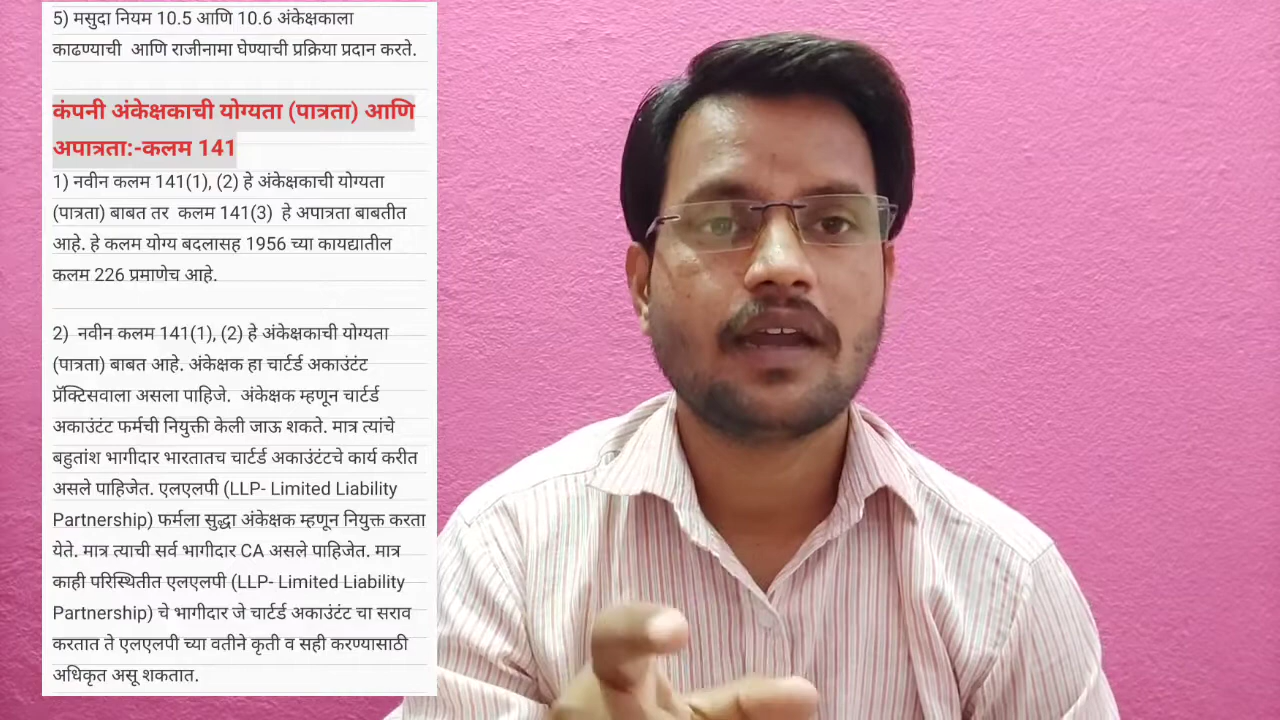 5) मसुदा नियम 10.5 आणि 10.6 अंकेक्षकाला
काढण्याची आणि राजीनामा घेण्याची प्रक्रिया प्रदान करते.
कंपनी अंकेक्षकाची योग्यता (पात्रता) आणि
अपात्रता:-कलम 141
1) नवीन कलम 141(1), (2) हे अंकेक्षकाची योग्यता
(पात्रता) बाबत तर कलम 141(3) हे अपात्रता बाबतीत
आहे. हे कलम योग्य बदलासह 1956 च्या कायद्यातील
कलम 226 प्रमाणेच आहे.
2) नवीन कलम 141(1), (2) हे अंकेक्षकाची योग्यता
(पात्रता) बाबत आहे. अंकेक्षक हा चार्टर्ड अकाउंटंट
प्रॅक्टिसवाला असला पाहिजे. अंकेक्षक म्हणून चार्टर्ड
अकाउंटंट फर्मची नियुक्ती केली जाऊ शकते. मात्र त्यांचे
बहुतांश भागीदार भारतातच चार्टर्ड अकाउंटंटचे कार्य करीत
असले पाहिजेत. एलएलपी (LLP- Limited Liability
Partnership) फर्मला सुद्धा अंकेक्षक म्हणून नियुक्त करता
येते. मात्र त्याची सर्व भागीदार CA असले पाहिजेत. मात्र
काही परिस्थितीत एलएलपी (LLP- Limited Liability
Partnership) चे भागीदार जे चार्टर्ड अकाउंटंट चा सराव
करतात ते एलएलपी च्या वतीने कृती व सही करण्यासाठी
अधिकृत असू शकतात.